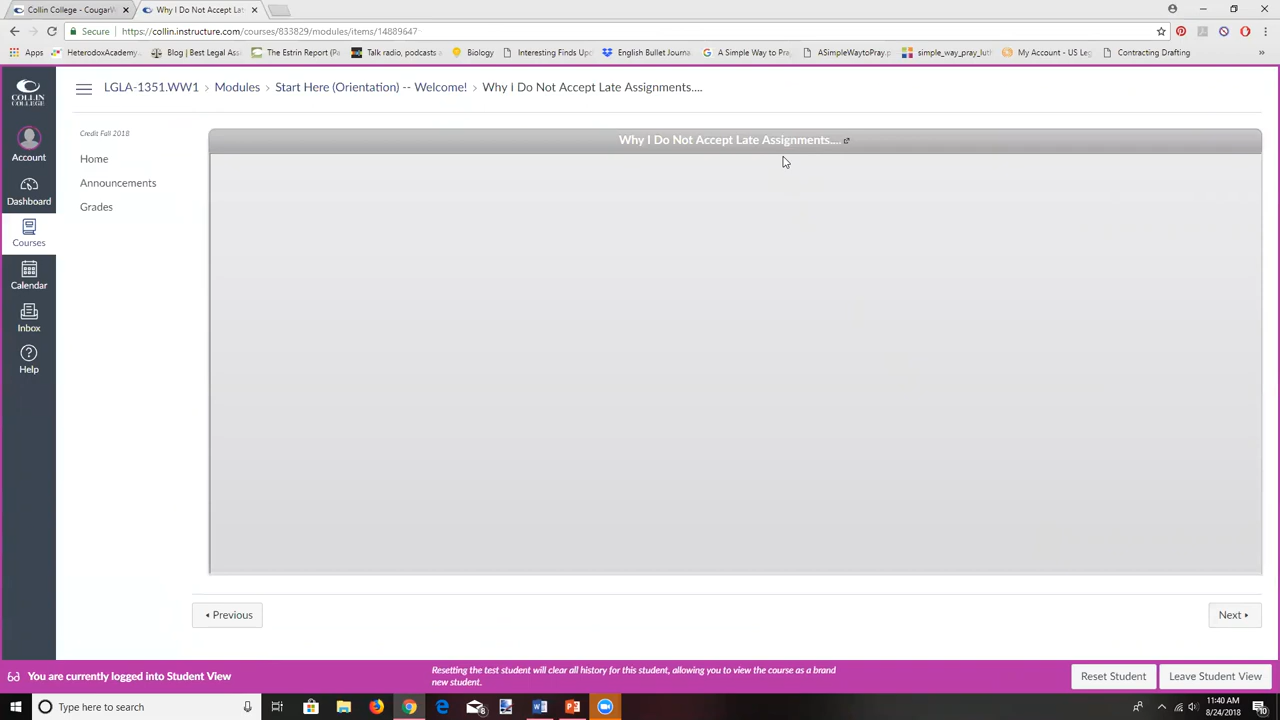 Collin College - CougarW
Why I Do Not Accept Late
Secure
https://collin.instructure.com/courses/833829/modules/items/14889647
Apps
HeterodoxAcademy
Blog | Best Legal Ass
The Estrin Report (Pa
Talk radio, podcasts a
Biology
Interesting Finds Upd
English Bullet Journa
A Simple Way to Pray
ASimpleWaytoPray.p
simple_way_pray_luth
My Account - US Leg
Contracting Drafting
COLLIN COLLEGE
Account
Dashboard
Courses
Calendar
Inbox
Help
LGLA-1351.WW1 > Modules > Start Here (Orientation) -- Welcome! > Why i Do Not Accept Late Assignments....
Credit Fall 2018
Home
Announcements
Grades
Why I Do Not Accept Late Assignments....
Previous
Next
You are currently logged into Student View
Resetting the test student will clear all history for this student, allowing you to view the course as a brand
new student.
Reset Student
Leave Student View
Type here to search
11:40 AM
8/24/2018